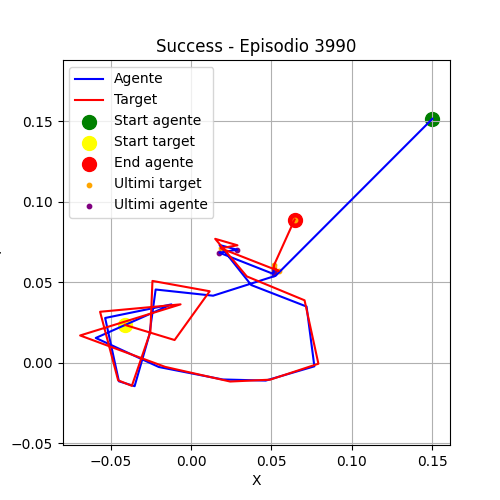 Success - Episodio 3990
Agente
Target
Start agente
Start target
End agente
Ultimi target
Ultimi agente
0.15
0.10
0.05
0.00
−0.05
−0.05
0.00
0.05
0.10
0.15
X